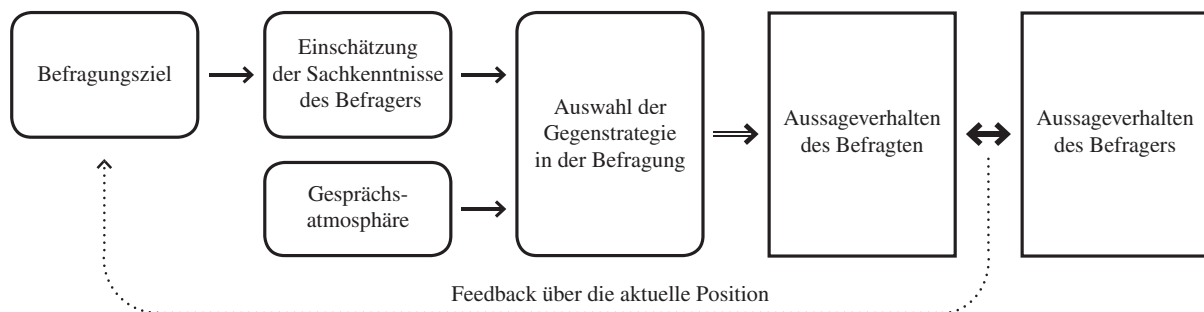 Befragungsziel
Einschätzung
der Sachkenntnisse
des Befragers
Gesprächs-
atmosphäre
Auswahl der
Gegenstrategie
in der Befragung
Aussageverhalten
des Befragten
Aussageverhalten
des Befragers
Feedback über die aktuelle Position